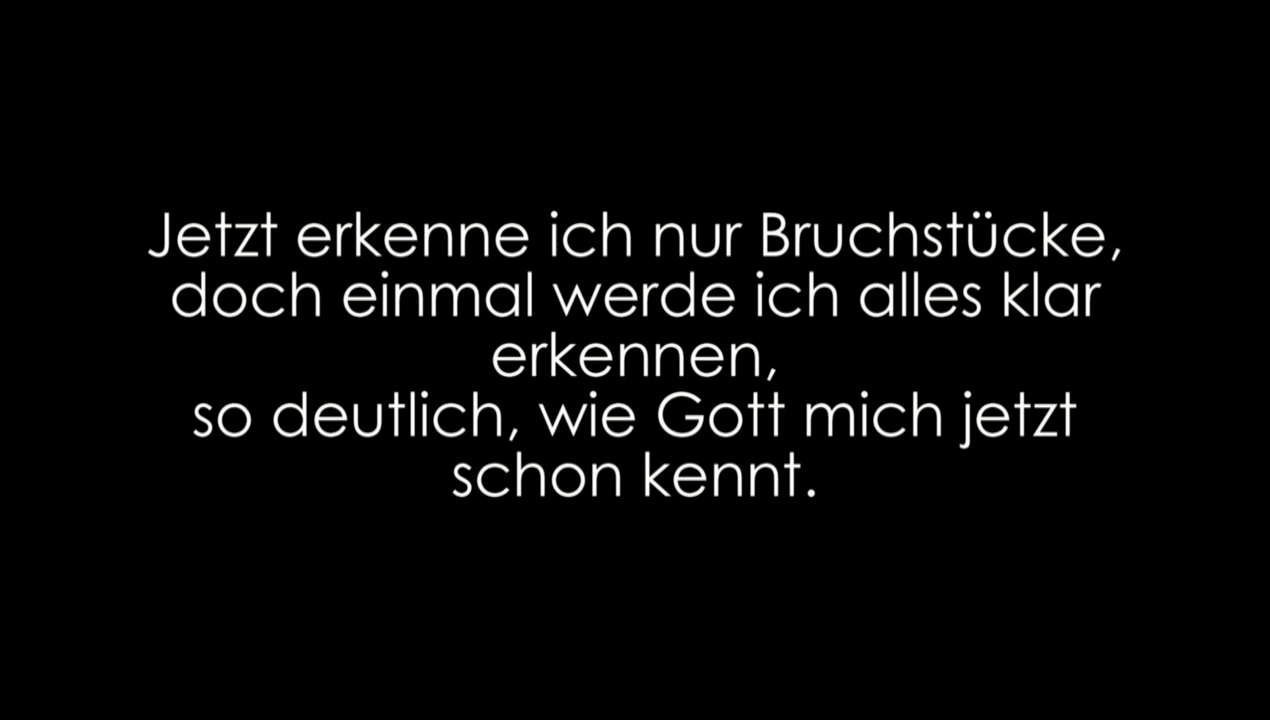 Jetzt erkenne ich nur Bruchstücke,
doch einmal werde ich alles klar
erkennen,
so deutlich, wie Gott mich jetzt
schon kennt.